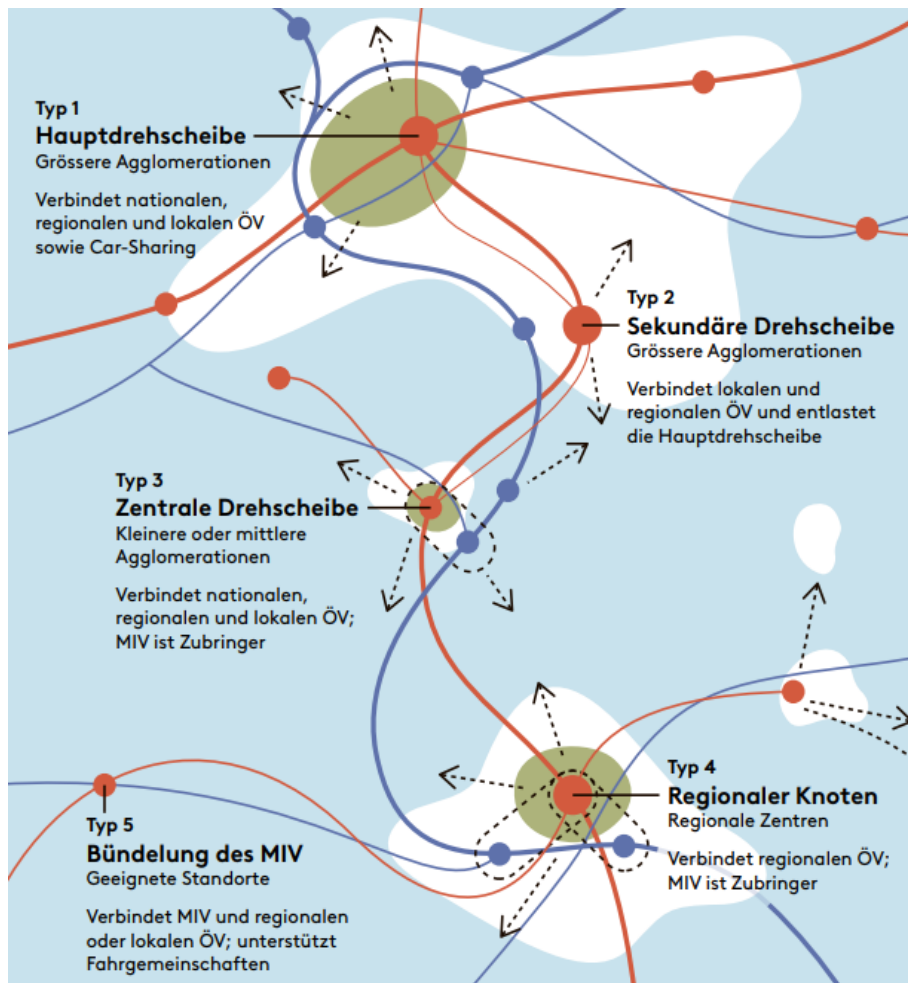 Typ 1
Hauptdrehscheibe
Grössere Agglomerationen
Verbindet nationalen,
regionalen und lokalen ÖV
sowie Car-Sharing
Typ 2
Sekundäre Drehscheibe
Grössere Agglomerationen
Verbindet lokalen und
regionalen ÖV und entlastet
die Hauptdrehscheibe
Typ 3
Zentrale Drehscheibe
Kleinere oder mittlere
Agglomerationen
Verbindet nationalen,
regionalen und lokalen ÖV;
MIV ist Zubringer
Typ 4
Regionaler Knoten
Regionale Zentren
Verbindet regionalen ÖV;
MIV ist Zubringer
Typ 5
Bündelung des MIV
Geeignete Standorte
Verbindet MIV und regionalen
oder lokalen ÖV; unterstützt
Fahrgemeinschaften